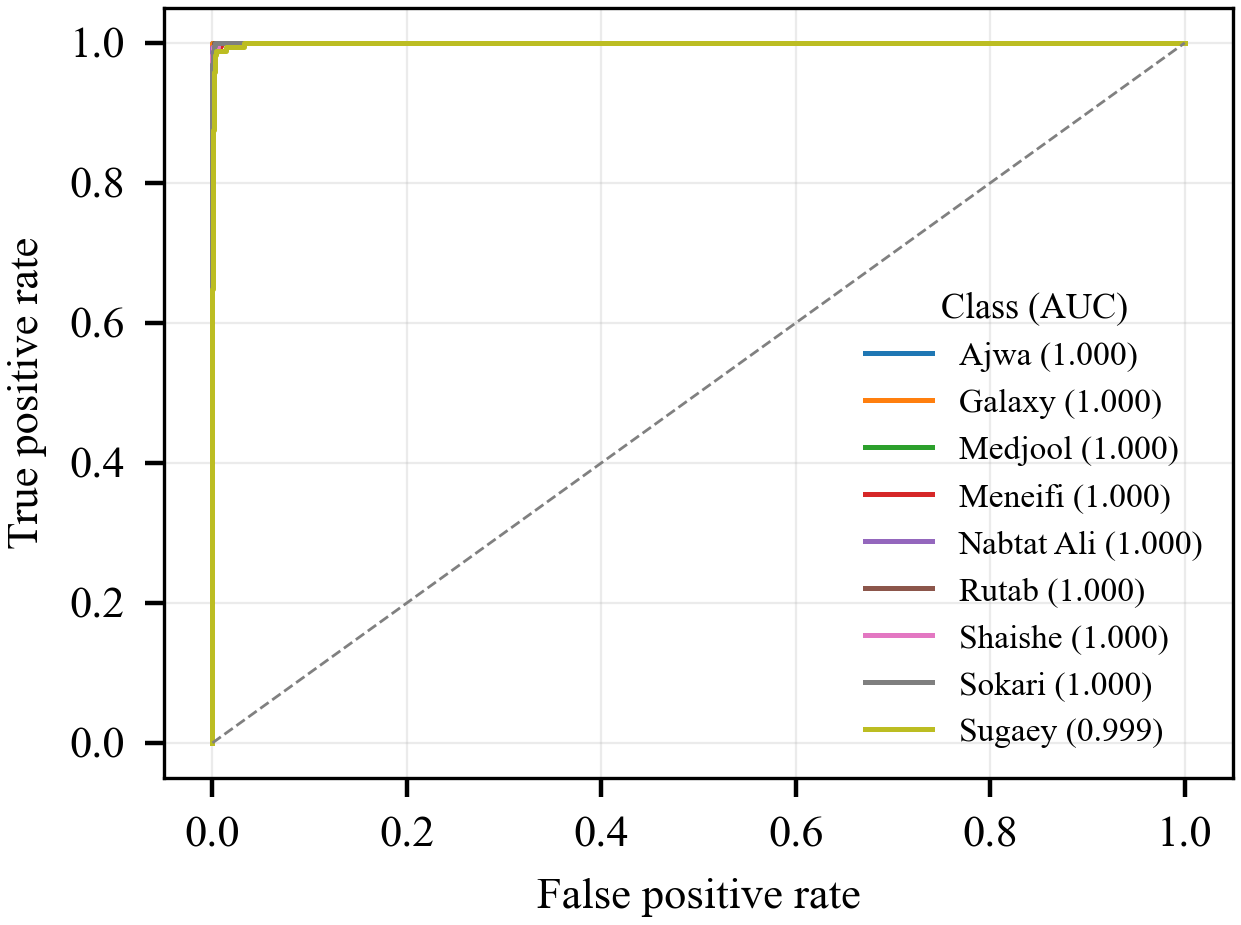 True positive rate
1.0
0.8
0.6
0.4
0.2
0.0
Class (AUC)
Ajwa (1.000)
Galaxy (1.000)
Medjool (1.000)
Meneifi (1.000)
Nabtat Ali (1.000)
Rutab (1.000)
Shaishe (1.000)
Sokari (1.000)
Sugaey (0.999)
0.0 0.2 0.4 0.6 0.8 1.0
False positive rate